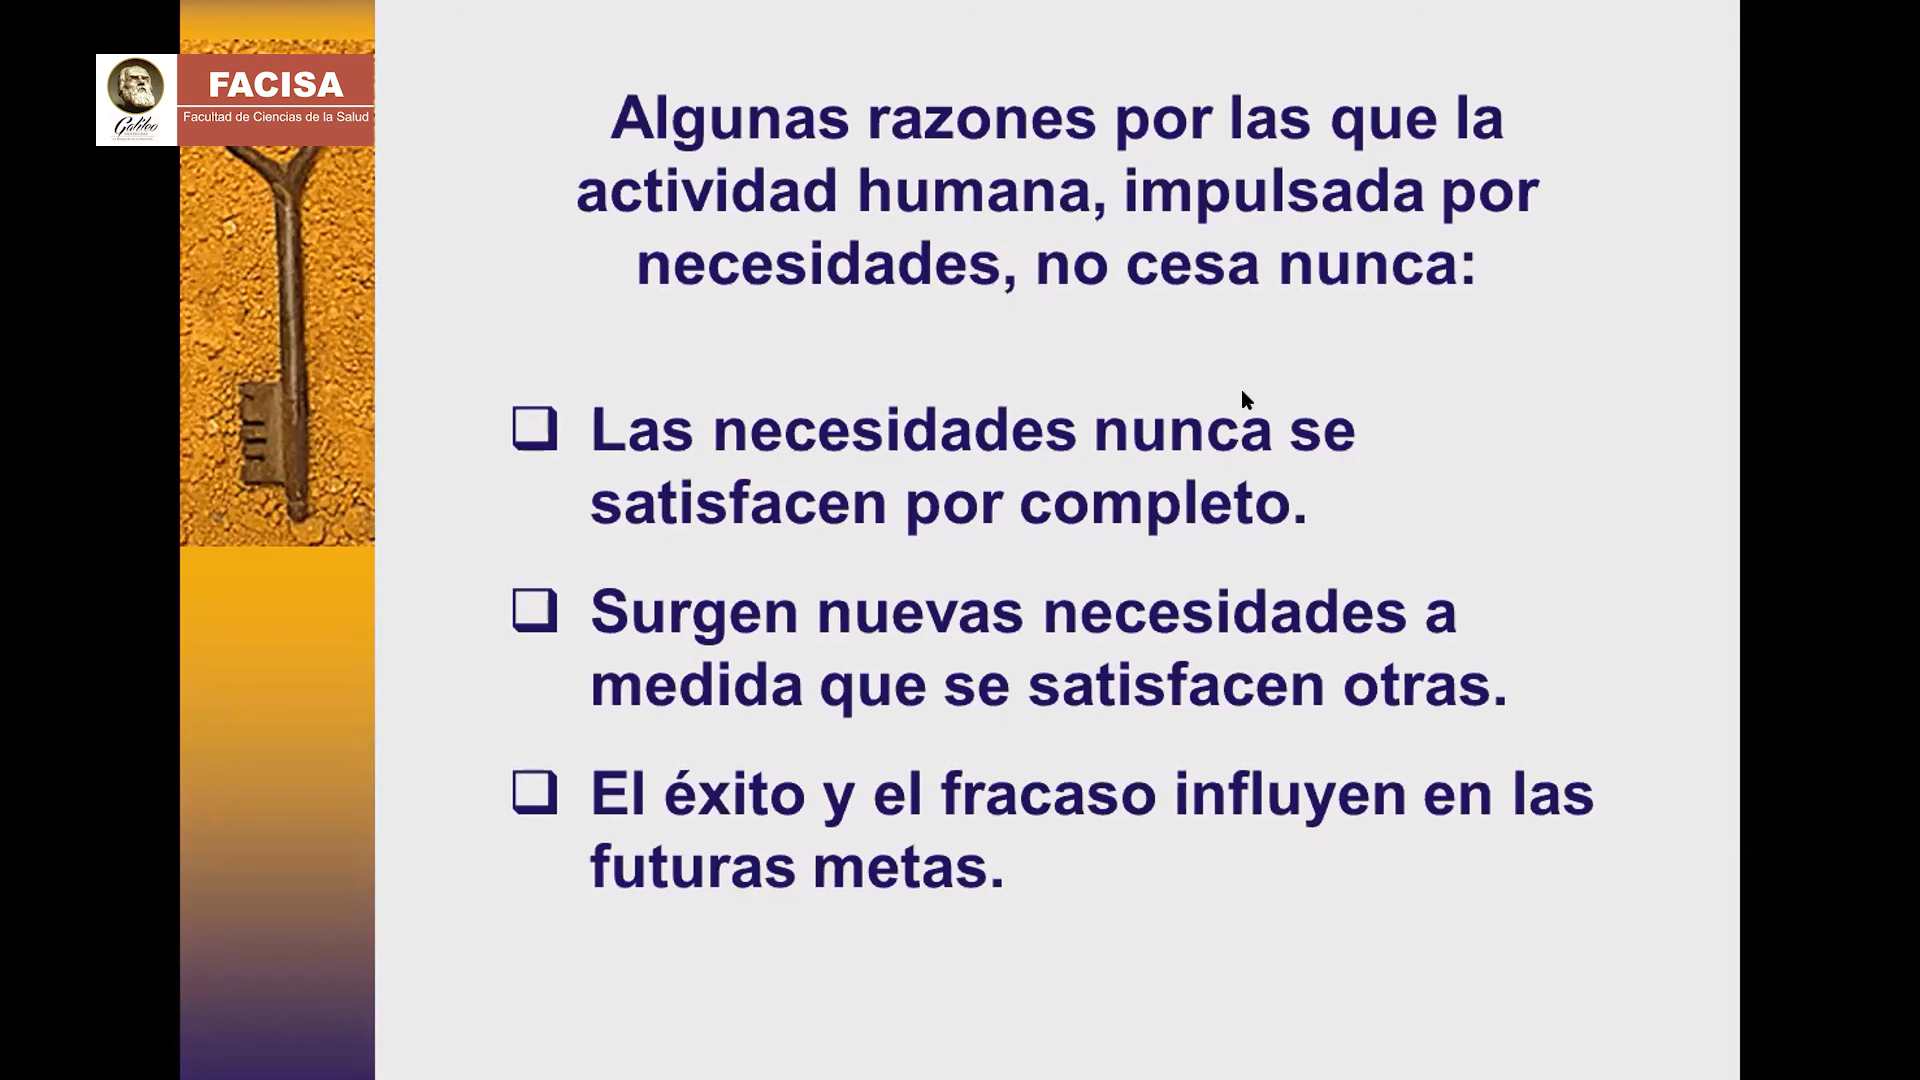 FACISA
Facultad de Ciencias de la Salud
Galileo
Algunas razones por las que la
actividad humana, impulsada por
necesidades, no cesa nunca:
❑ Las necesidades nunca se
satisfacen por completo.
❑ Surgen nuevas necesidades a
medida que se satisfacen otras.
❑ El éxito y el fracaso influyen en las
futuras metas.